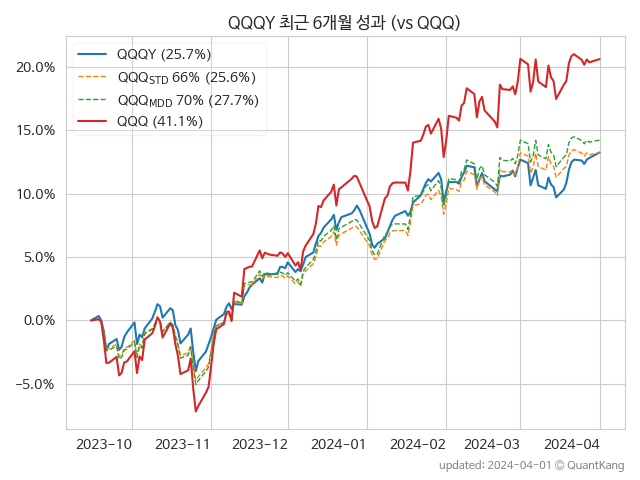 QQQY 최근 6개월 성과 (vs QQQ)
QQQY (25.7%)
QQQSTD 66% (25.6%)
QQQMDD 70% (27.7%)
QQQ (41.1%)
20.0%
15.0%
10.0%
5.0%
0.0%
−5.0%
2023-10 2023-11 2023-12 2024-01 2024-02 2024-03 2024-04
updated: 2024-04-01 © QuantKang